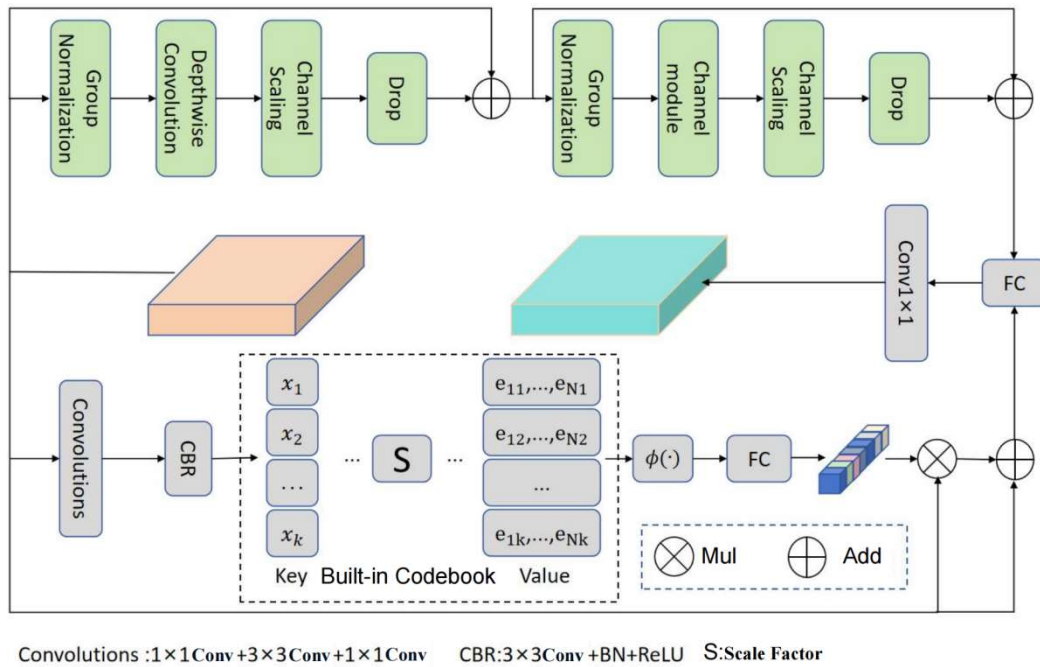 Group
Normalization
Depthwise
Convolution
Channel
Scaling
Drop
Group
Normalization
Channel
module
Channel
Scaling
Drop
Conv1×1
FC
Convolutions
CBR
x₁
x₂
...
xₖ
Key
... S ...
Built-in Codebook
e₁₁,...,eN₁
e₁₂,...,eN₂
...
e₁ₖ,...,eNₖ
Value
ϕ(·)
FC
Mul
Add
Convolutions :1×1Conv+3×3Conv+1×1Conv CBR:3×3Conv +BN+ReLU S:Scale Factor